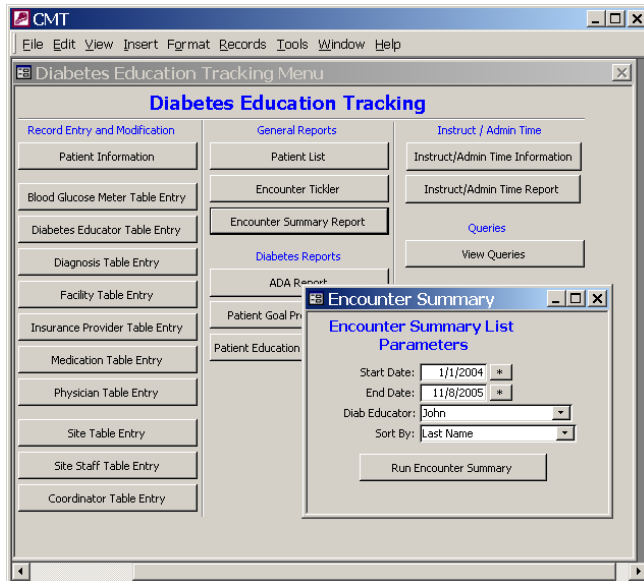 CMT
File Edit View Insert Format Records Tools Window Help
Diabetes Education Tracking Menu
Diabetes Education Tracking
Record Entry and Modification
Patient Information
Blood Glucose Meter Table Entry
Diabetes Educator Table Entry
Diagnosis Table Entry
Facility Table Entry
Insurance Provider Table Entry
Medication Table Entry
Physician Table Entry
Site Table Entry
Site Staff Table Entry
Coordinator Table Entry
General Reports
Patient List
Encounter Tickler
Encounter Summary Report
Diabetes Reports
ADA Report
Patient Goal Pr
Patient Education
Instruct / Admin Time
Instruct/Admin Time Information
Instruct/Admin Time Report
Queries
View Queries
Encounter Summary
Encounter Summary List
Parameters
Start Date: 1/1/2004 *
End Date: 11/8/2005 *
Diab Educator: John
Sort By: Last Name
Run Encounter Summary